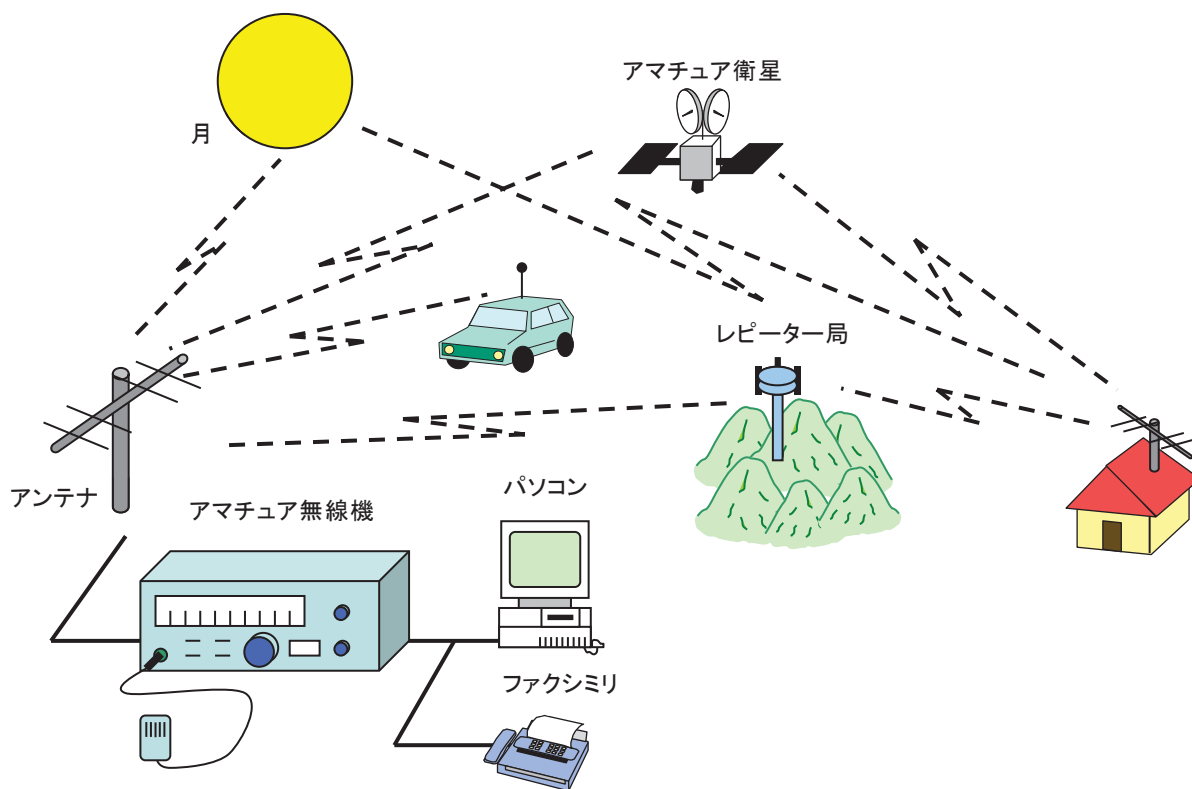 アマチュア衛星
月
レピーター局
アンテナ
アマチュア無線機
パソコン
ファクシミリ